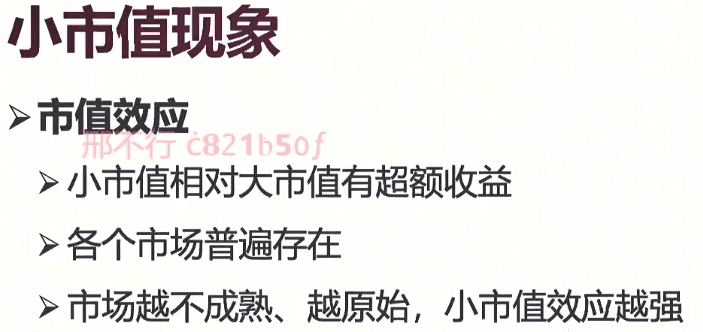 小市值现象
➢市值效应
邢不行 c821b50f
➢小市值相对大市值有超额收益
➢各个市场普遍存在
➢市场越不成熟、越原始，小市值效应越强